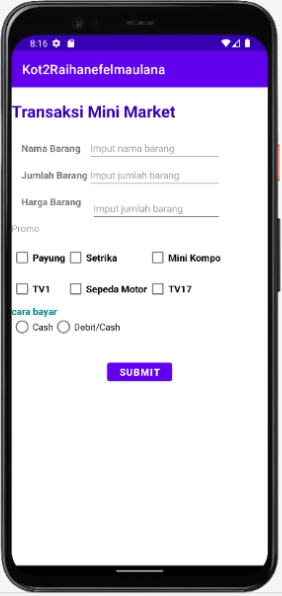 8:16
Kot2Raihanefelmaulana
Transaksi Mini Market
Nama Barang Imput nama barang
Jumlah Barang Imput jumlah barang
Harga Barang Imput jumlah barang
Promo
Payung Setrika Mini Kompo
TV1 Sepeda Motor TV17
cara bayar
Cash Debit/Cash
SUBMIT